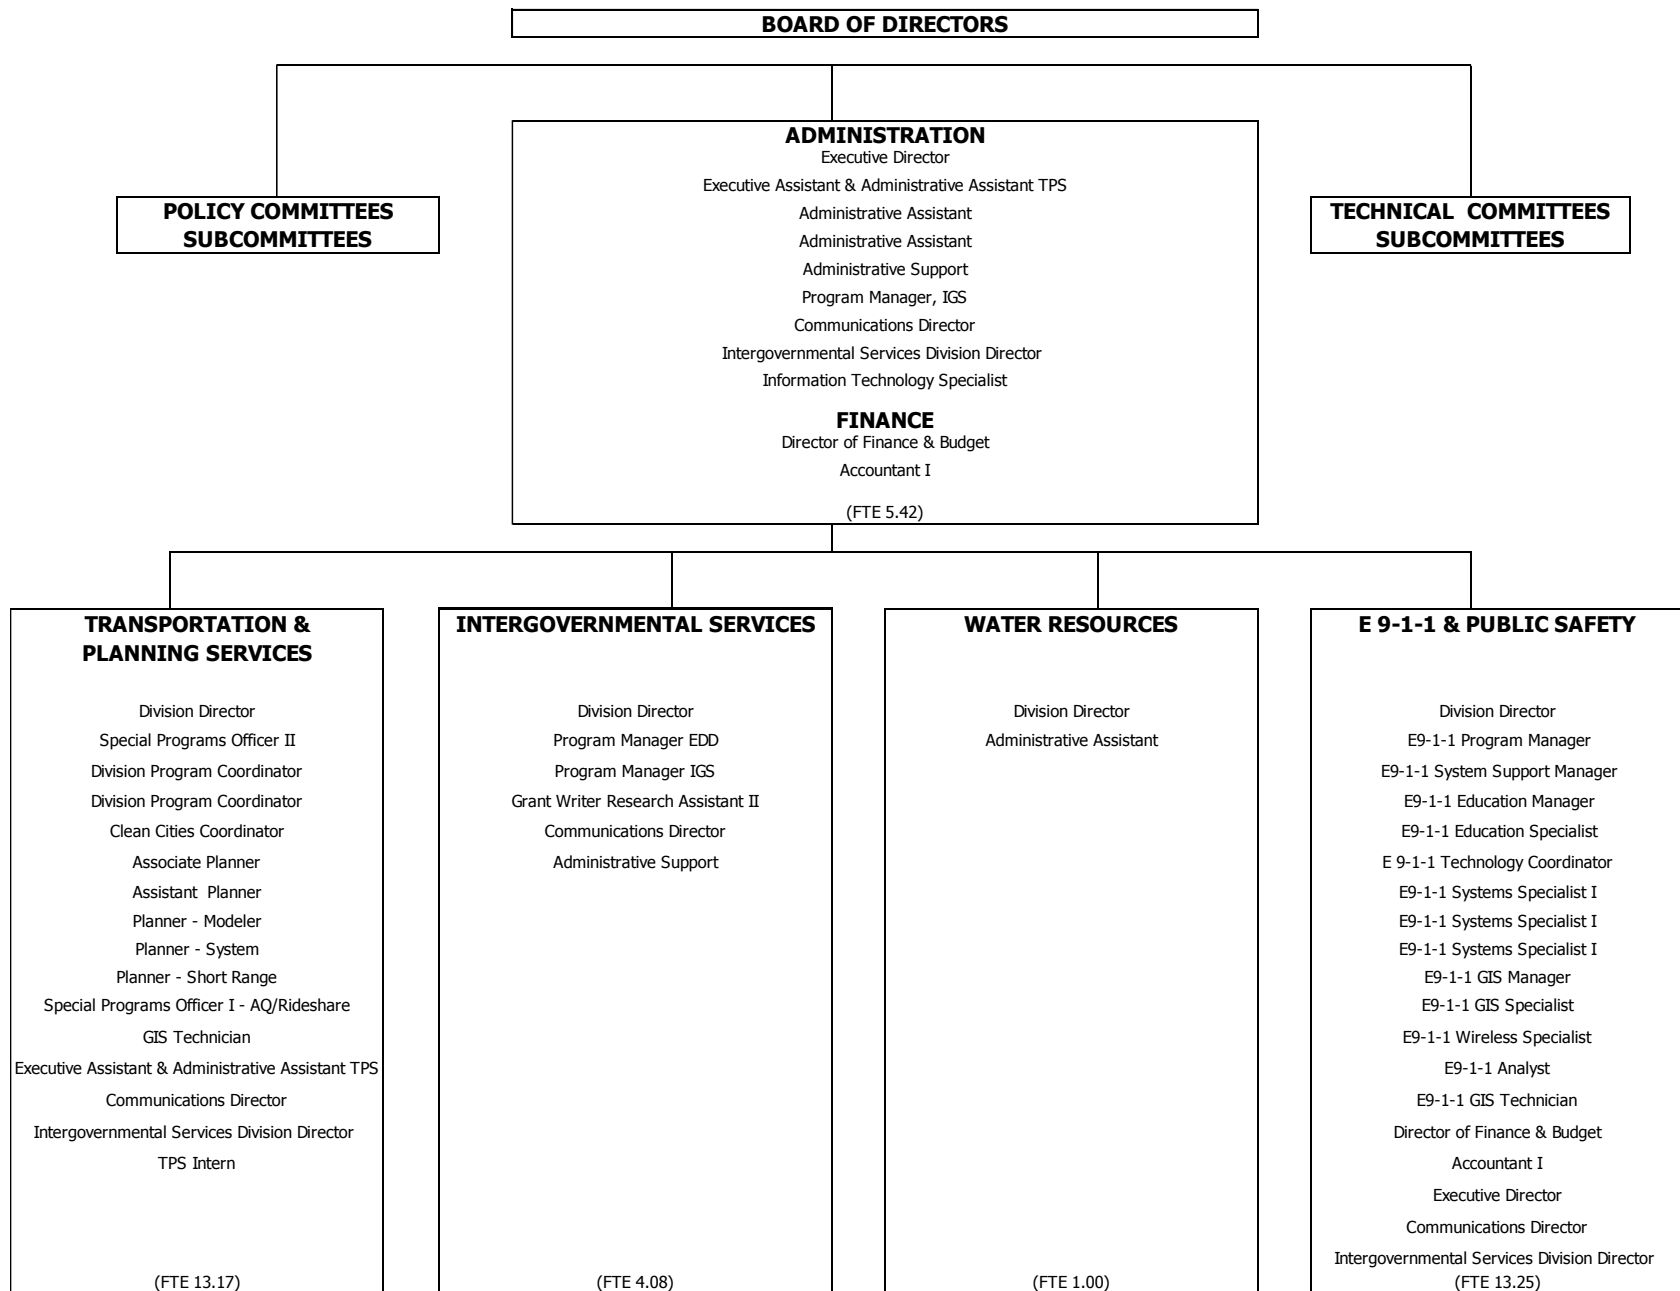 BOARD OF DIRECTORS
ADMINISTRATION
Executive Director
Executive Assistant & Administrative Assistant TPS
Administrative Assistant
Administrative Assistant
Administrative Support
Program Manager, IGS
Communications Director
Intergovernmental Services Division Director
Information Technology Specialist
FINANCE
Director of Finance & Budget
Accountant I
(FTE 5.42)
POLICY COMMITTEES
SUBCOMMITTEES
TECHNICAL  COMMITTEES
SUBCOMMITTEES
TRANSPORTATION &
PLANNING SERVICES
Division Director
Special Programs Officer II
Division Program Coordinator
Division Program Coordinator
Clean Cities Coordinator
Associate Planner
Assistant  Planner
Planner - Modeler
Planner - System
Planner - Short Range
Special Programs Officer I - AQ/Rideshare
GIS Technician
Executive Assistant & Administrative Assistant TPS
Communications Director
Intergovernmental Services Division Director
TPS Intern
(FTE 13.17)
INTERGOVERNMENTAL SERVICES
Division Director
Program Manager EDD
Program Manager IGS
Grant Writer Research Assistant II
Communications Director
Administrative Support
(FTE 4.08)
WATER RESOURCES
Division Director
Administrative Assistant
(FTE 1.00)
E 9-1-1 & PUBLIC SAFETY
Division Director
E9-1-1 Program Manager
E9-1-1 System Support Manager
E9-1-1 Education Manager
E9-1-1 Education Specialist
E 9-1-1 Technology Coordinator
E9-1-1 Systems Specialist I
E9-1-1 Systems Specialist I
E9-1-1 Systems Specialist I
E9-1-1 GIS Manager
E9-1-1 GIS Specialist
E9-1-1 Wireless Specialist
E9-1-1 Analyst
E9-1-1 GIS Technician
Director of Finance & Budget
Accountant I
Executive Director
Communications Director
Intergovernmental Services Division Director
(FTE 13.25)